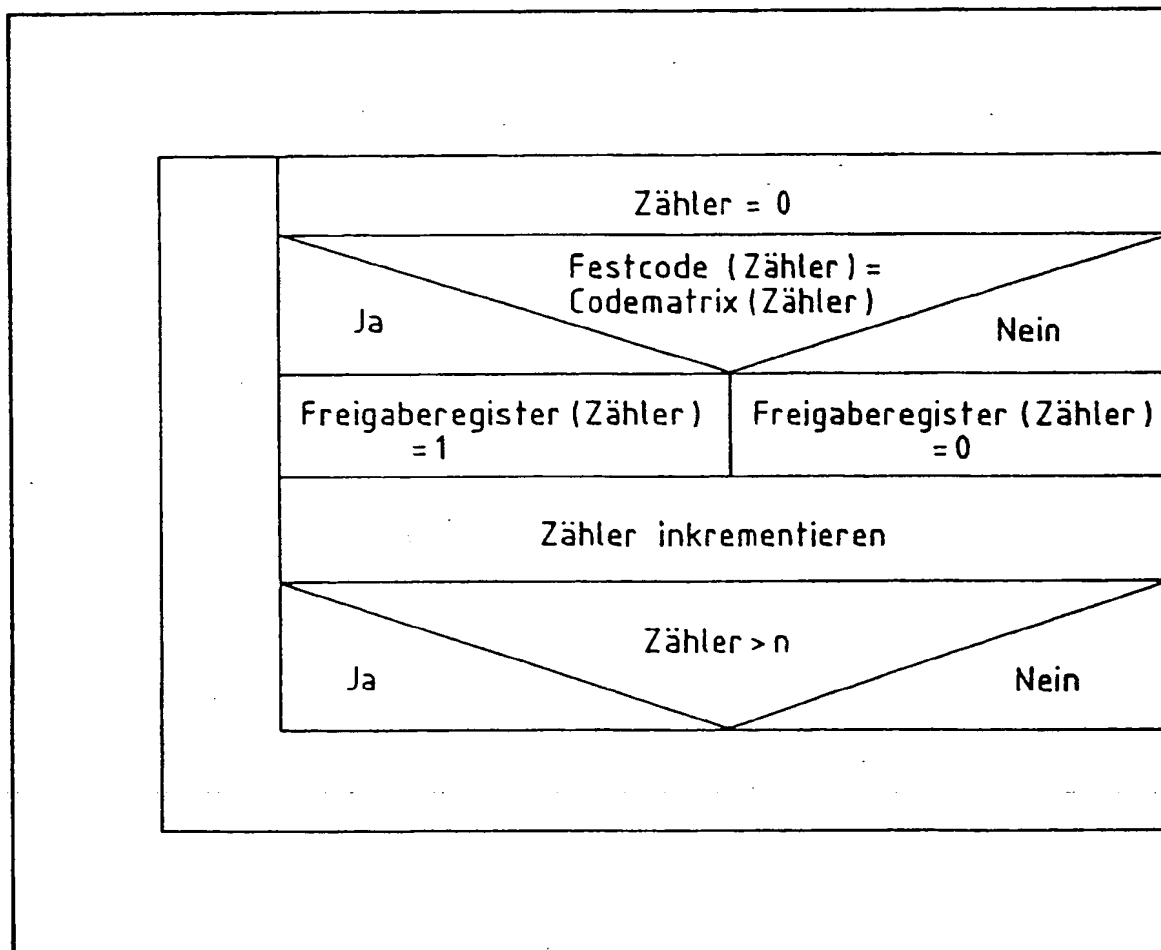 Zähler = 0
Festcode (Zähler) =
Codematrix (Zähler)
Ja
Nein
Freigaberegister (Zähler)
= 1
Freigaberegister (Zähler)
= 0
Zähler inkrementieren
Zähler > n
Ja
Nein